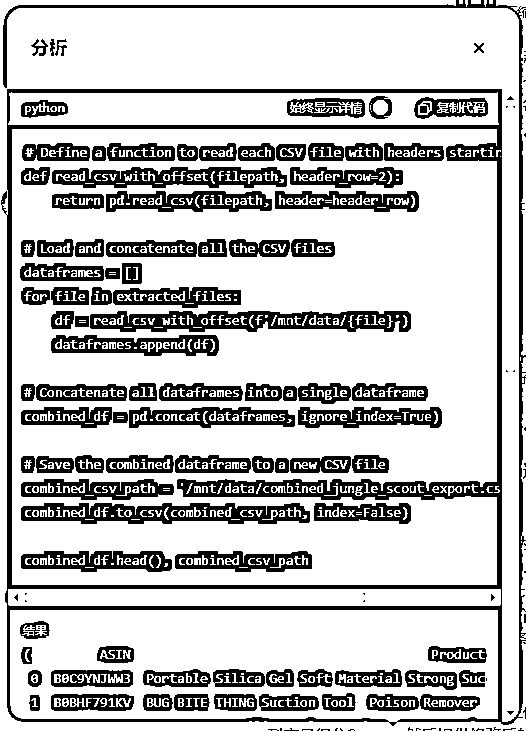 分析
×
python 始终显示详情 复制代码
# Define a function to read each CSV file with headers startin
def read_csv_with_offset(filepath, header_row=2):
return pd.read_csv(filepath, header=header_row)
# Load and concatenate all the CSV files
dataframes = []
for file in extracted_files:
df = read_csv_with_offset(f'/mnt/data/{file}')
dataframes.append(df)
# Concatenate all dataframes into a single dataframe
combined_df = pd.concat(dataframes, ignore_index=True)
# Save the combined dataframe to a new CSV file
combined_csv_path = '/mnt/data/combined_jungle_scout_export.cs
combined_df.to_csv(combined_csv_path, index=False)
combined_df.head(), combined_csv_path
结果
(( ASIN Product
0 B0C9YNJWW3 Portable Silica Gel Soft Material Strong Suc
1 B0BHF791KV BUG BITE THING Suction Tool Poison Remover